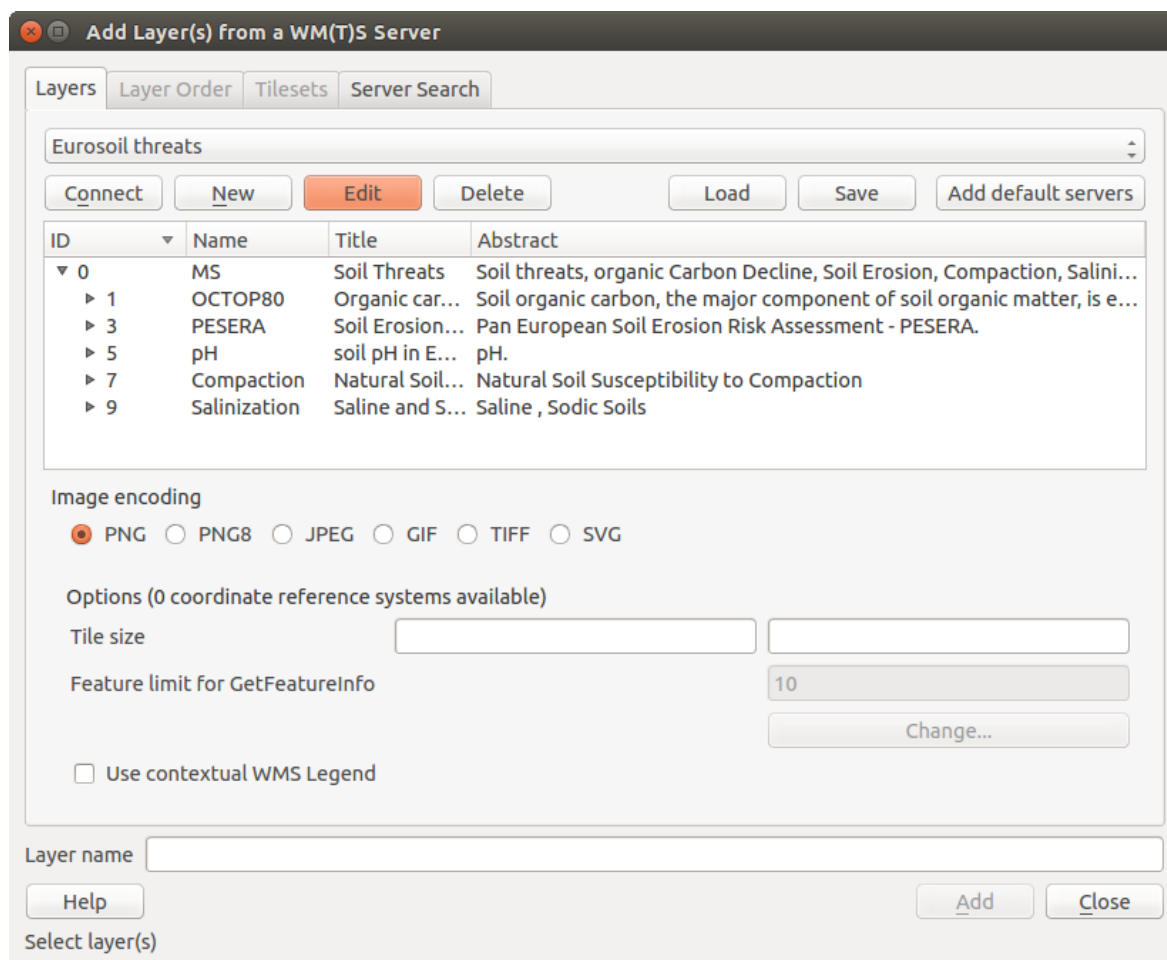 Add Layer(s) from a WM(T)S Server
Layers Layer Order Tilesets Server Search
Eurosoil threats
Connect New Edit Delete Load Save Add default servers
ID Name Title Abstract
0 MS Soil Threats Soil threats, organic Carbon Decline, Soil Erosion, Compaction, Salini...
1 OCTOP80 Organic car... Soil organic carbon, the major component of soil organic matter, is e...
3 PESERA Soil Erosion... Pan European Soil Erosion Risk Assessment - PESERA.
5 pH soil pH in E... pH.
7 Compaction Natural Soil... Natural Soil Susceptibility to Compaction
9 Salinization Saline and S... Saline , Sodic Soils
Image encoding
PNG PNG8 JPEG GIF TIFF SVG
Options (0 coordinate reference systems available)
Tile size
Feature limit for GetFeatureInfo 10
Change...
Use contextual WMS Legend
Layer name
Help Add Close
Select layer(s)